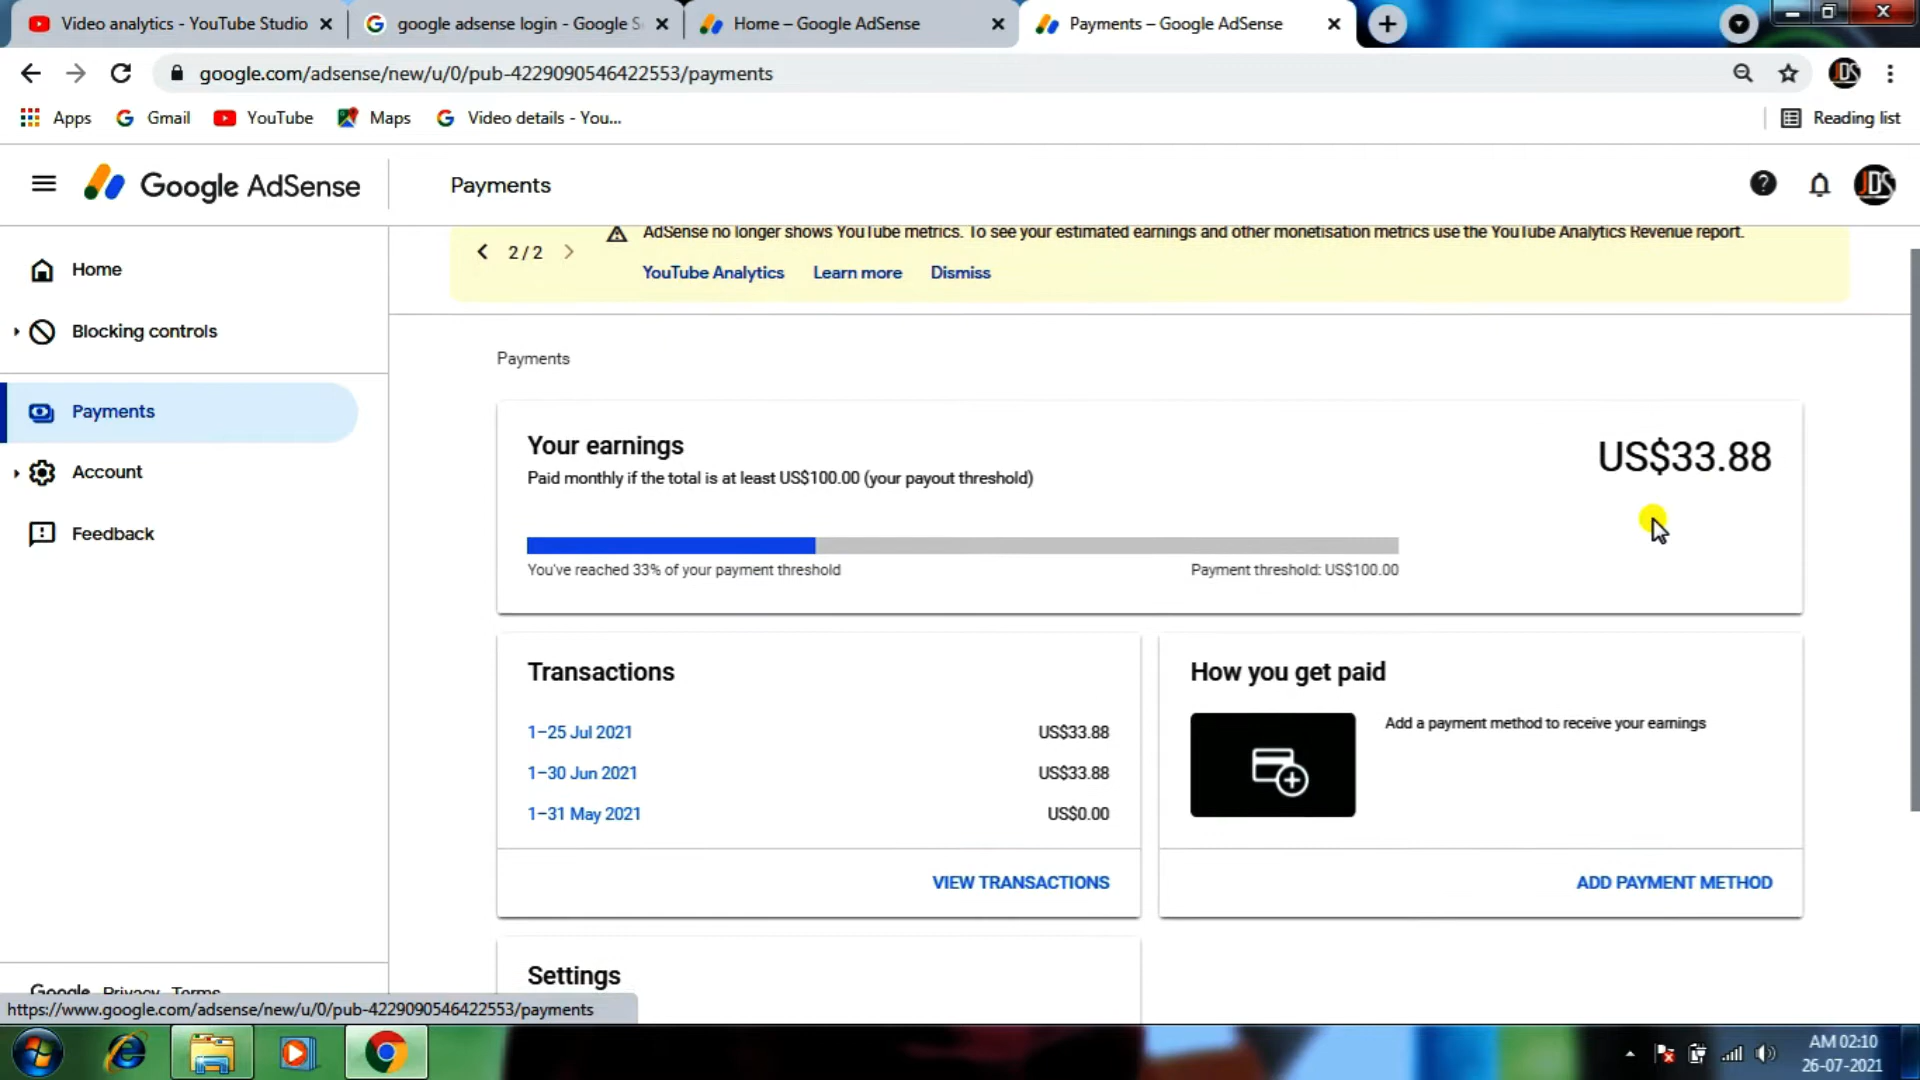 Video analytics - YouTube Studio
google adsense login - Google S
Home – Google AdSense
Payments – Google AdSense
google.com/adsense/new/u/0/pub-4229090546422553/payments
JDS
Apps
Gmail
YouTube
Maps
Video details - You...
Reading list
Google AdSense
Payments
JDS
2 / 2
AdSense no longer shows YouTube metrics. To see your estimated earnings and other monetisation metrics use the YouTube Analytics Revenue report.
YouTube Analytics
Learn more
Dismiss
Home
Blocking controls
Payments
Account
Feedback
Payments
Your earnings
US$33.88
Paid monthly if the total is at least US$100.00 (your payout threshold)
You've reached 33% of your payment threshold
Payment threshold: US$100.00
Transactions
1–25 Jul 2021
US$33.88
1–30 Jun 2021
US$33.88
1–31 May 2021
US$0.00
VIEW TRANSACTIONS
How you get paid
Add a payment method to receive your earnings
ADD PAYMENT METHOD
Settings
Google Privacy Terms
https://www.google.com/adsense/new/u/0/pub-4229090546422553/payments
AM 02:10
26-07-2021